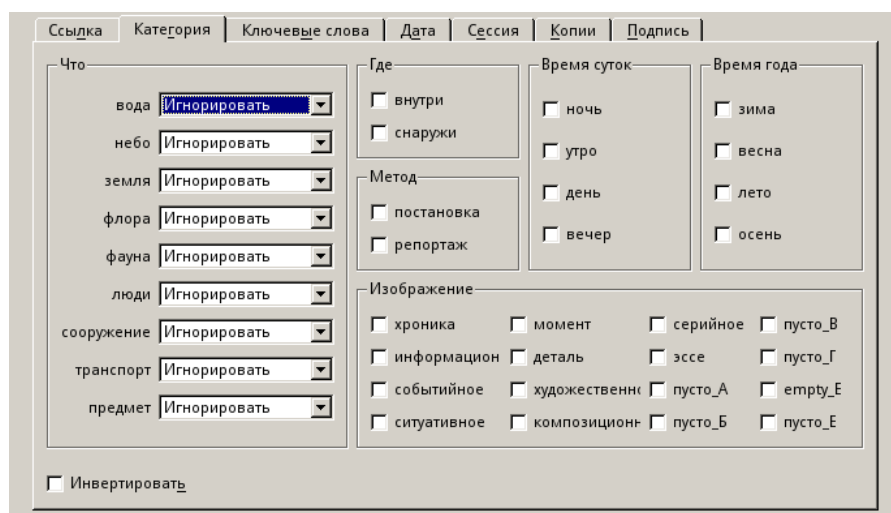 Ссылка Категория Ключевые слова Дата Сессия Копии Подпись
Что
вода Игнорировать
небо Игнорировать
земля Игнорировать
флора Игнорировать
фауна Игнорировать
люди Игнорировать
сооружение Игнорировать
транспорт Игнорировать
предмет Игнорировать
Где
внутри
снаружи
Метод
постановка
репортаж
Время суток
ночь
утро
день
вечер
Время года
зима
весна
лето
осень
Изображение
хроника момент серийное пусто_В
информацион деталь эссе пусто_Г
событийное художественно пусто_А empty_E
ситуативное композиционн пусто_Б пусто_Е
Инвертировать